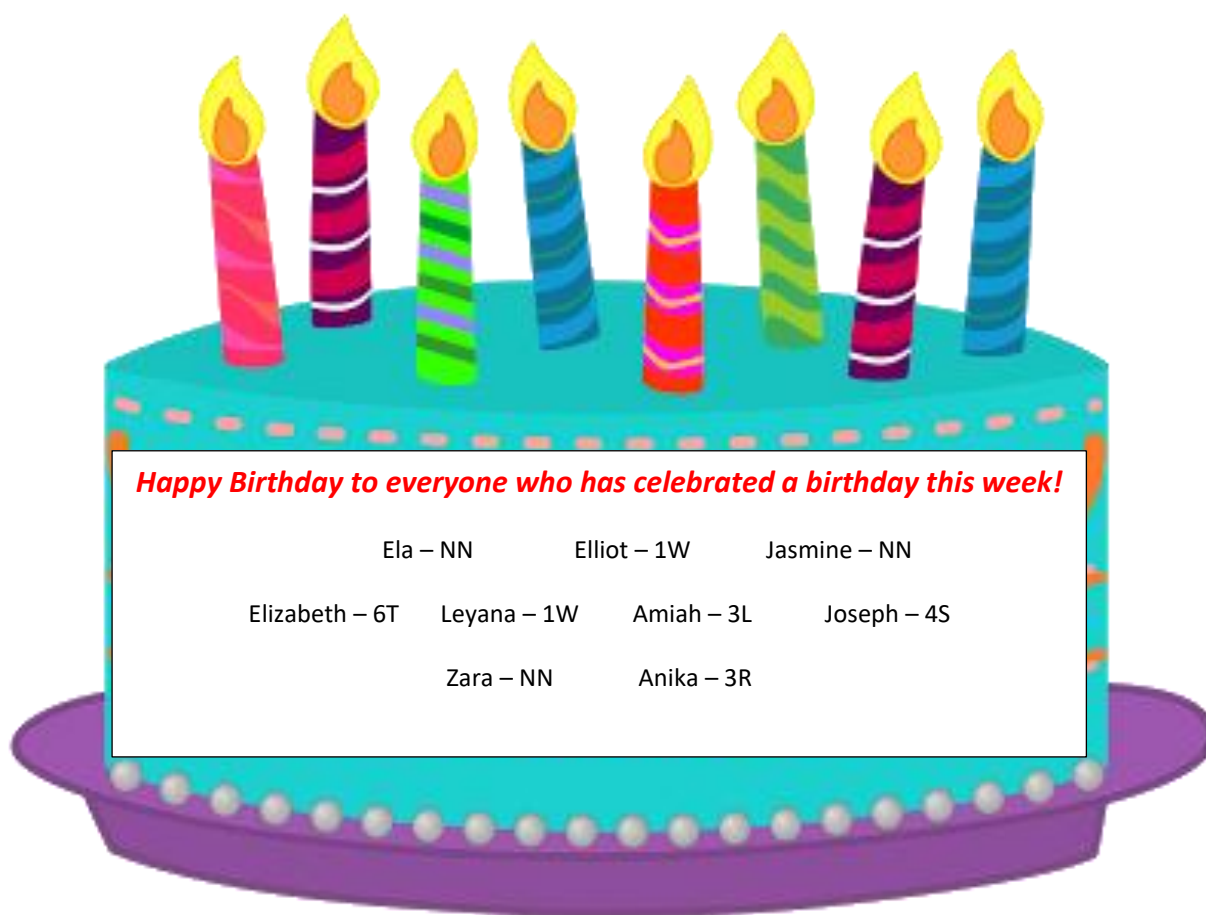 Happy Birthday to everyone who has celebrated a birthday this week!
Ela – NN Elliot – 1W Jasmine – NN
Elizabeth – 6T Leyana – 1W Amiah – 3L Joseph – 4S
Zara – NN Anika – 3R